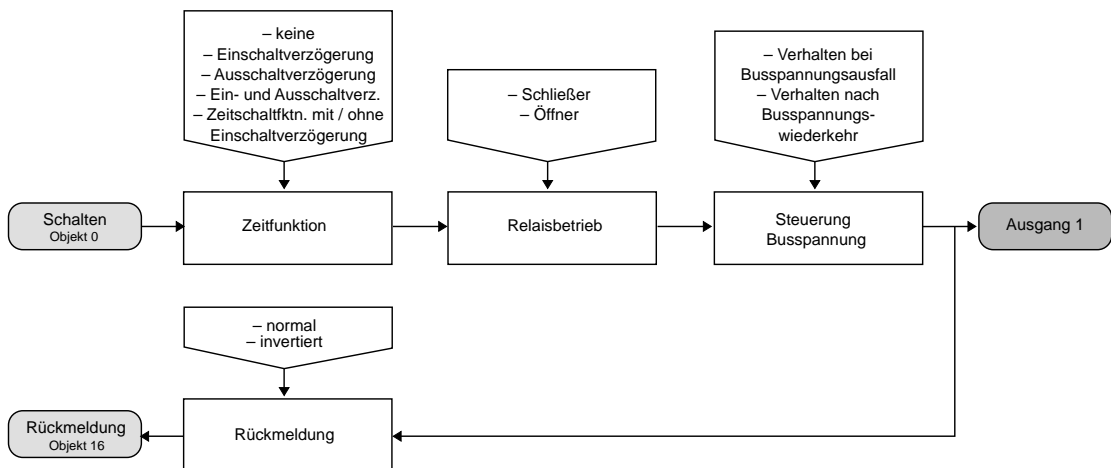 – keine
– Einschaltverzögerung
– Ausschaltverzögerung
– Ein- und Ausschaltverz.
– Zeitschaltfktn. mit / ohne
Einschaltverzögerung
– Schließer
– Öffner
– Verhalten bei
Busspannungsausfall
– Verhalten nach
Busspannungs-
wiederkehr
Schalten
Objekt 0
Zeitfunktion
Relaisbetrieb
Steuerung
Busspannung
Ausgang 1
– normal
– invertiert
Rückmeldung
Objekt 16
Rückmeldung